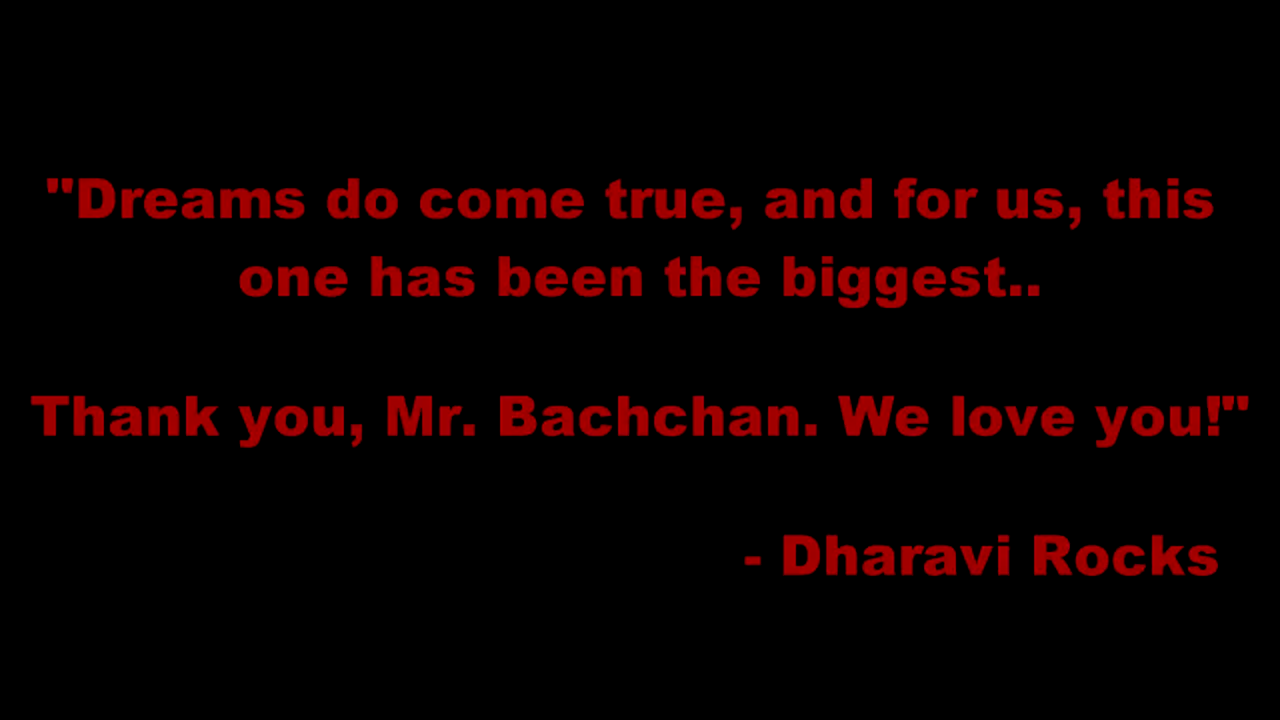 "Dreams do come true, and for us, this
one has been the biggest..
Thank you, Mr. Bachchan. We love you!"
- Dharavi Rocks